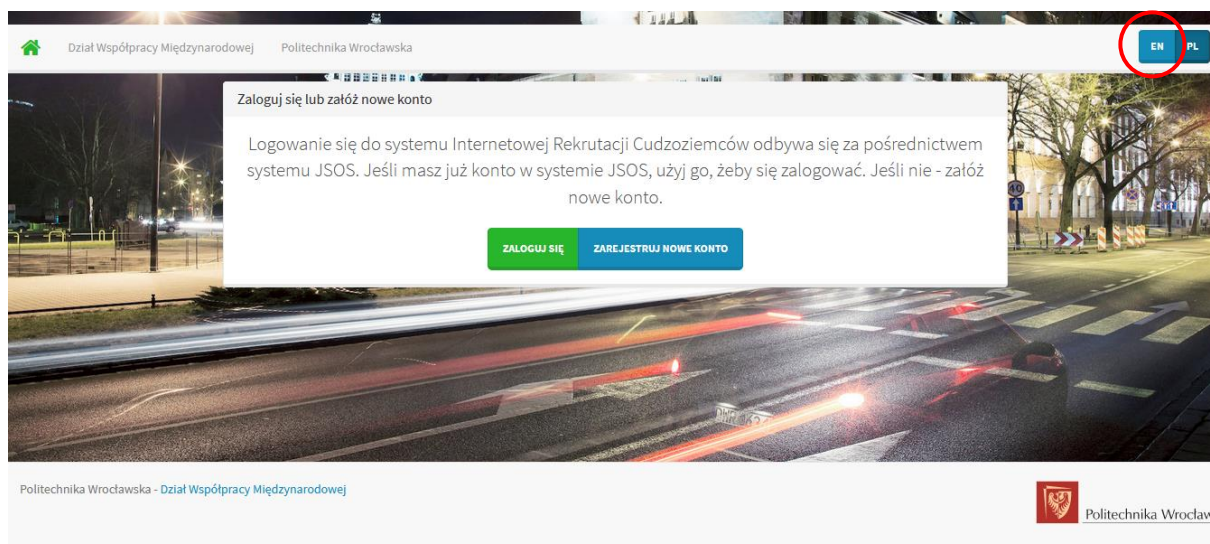 Dział Współpracy Międzynarodowej Politechnika Wrocławska EN PL
Zaloguj się lub załóż nowe konto
Logowanie się do systemu Internetowej Rekrutacji Cudzoziemców odbywa się za pośrednictwem
systemu JSOS. Jeśli masz już konto w systemie JSOS, użyj go, żeby się zalogować. Jeśli nie - załóż
nowe konto.
ZALOGUJ SIĘ ZAREJESTRUJ NOWE KONTO
40
Politechnika Wrocławska - Dział Współpracy Międzynarodowej
Politechnika Wrocław